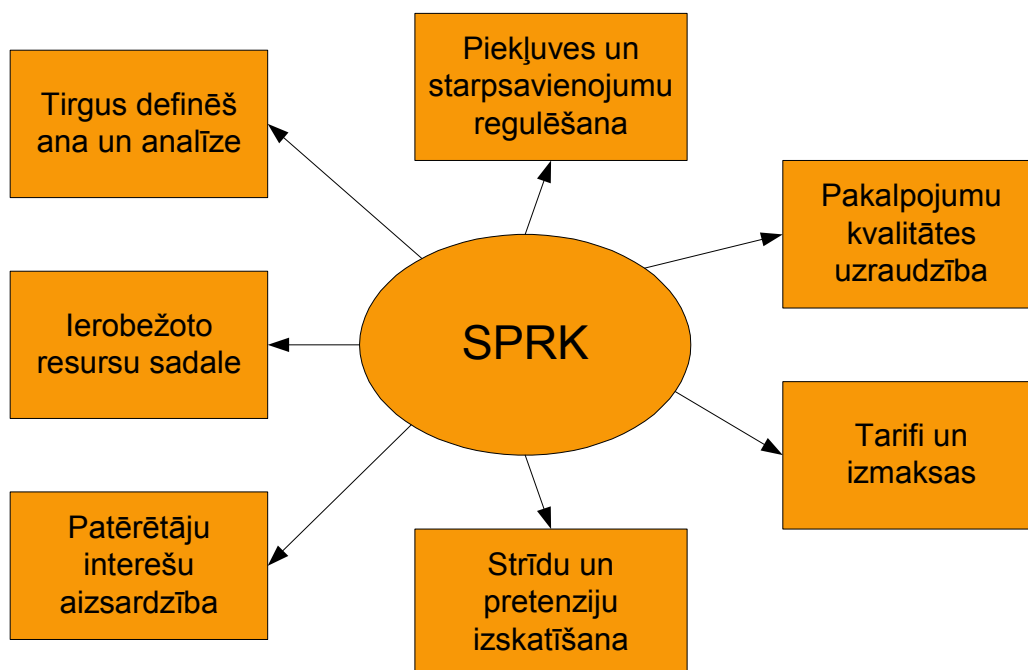 Tirgus definēš
ana un analīze
Piekļuves un
starpsavienojumu
regulēšana
Pakalpojumu
kvalitātes
uzraudzība
Ierobežoto
resursu sadale
SPRK
Tarifi un
izmaksas
Patērētāju
interešu
aizsardzība
Strīdu un
pretenziju
izskatīšana